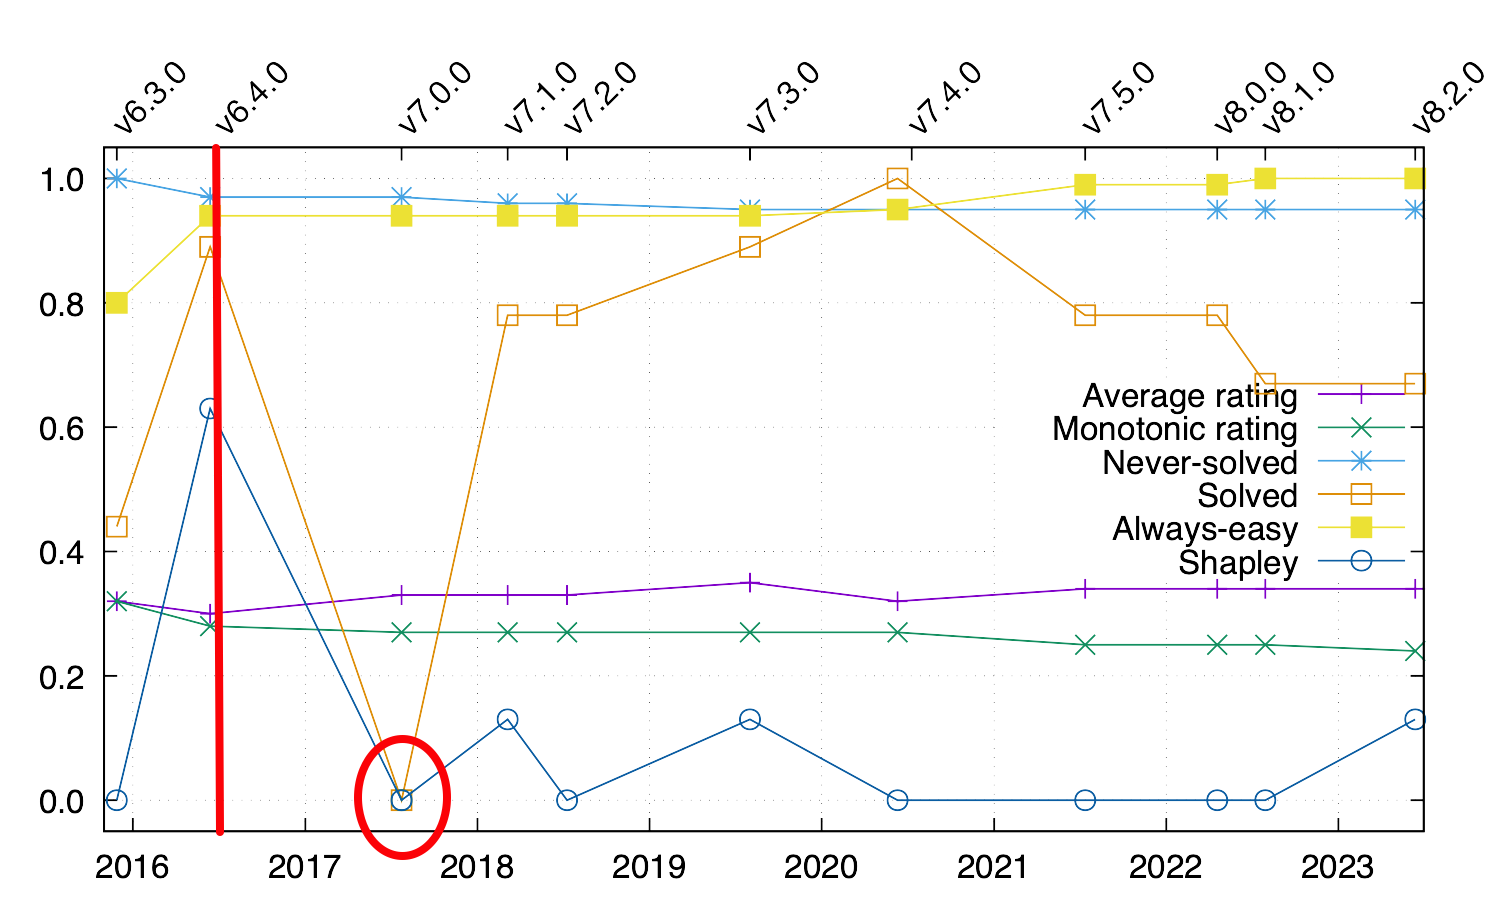 v6.3.0
v6.4.0
v7.0.0
v7.1.0
v7.2.0
v7.3.0
v7.4.0
v7.5.0
v8.0.0
v8.1.0
v8.2.0
1.0
0.8
0.6
0.4
0.2
0.0
Average rating
Monotonic rating
Never-solved
Solved
Always-easy
Shapley
2016 2017 2018 2019 2020 2021 2022 2023